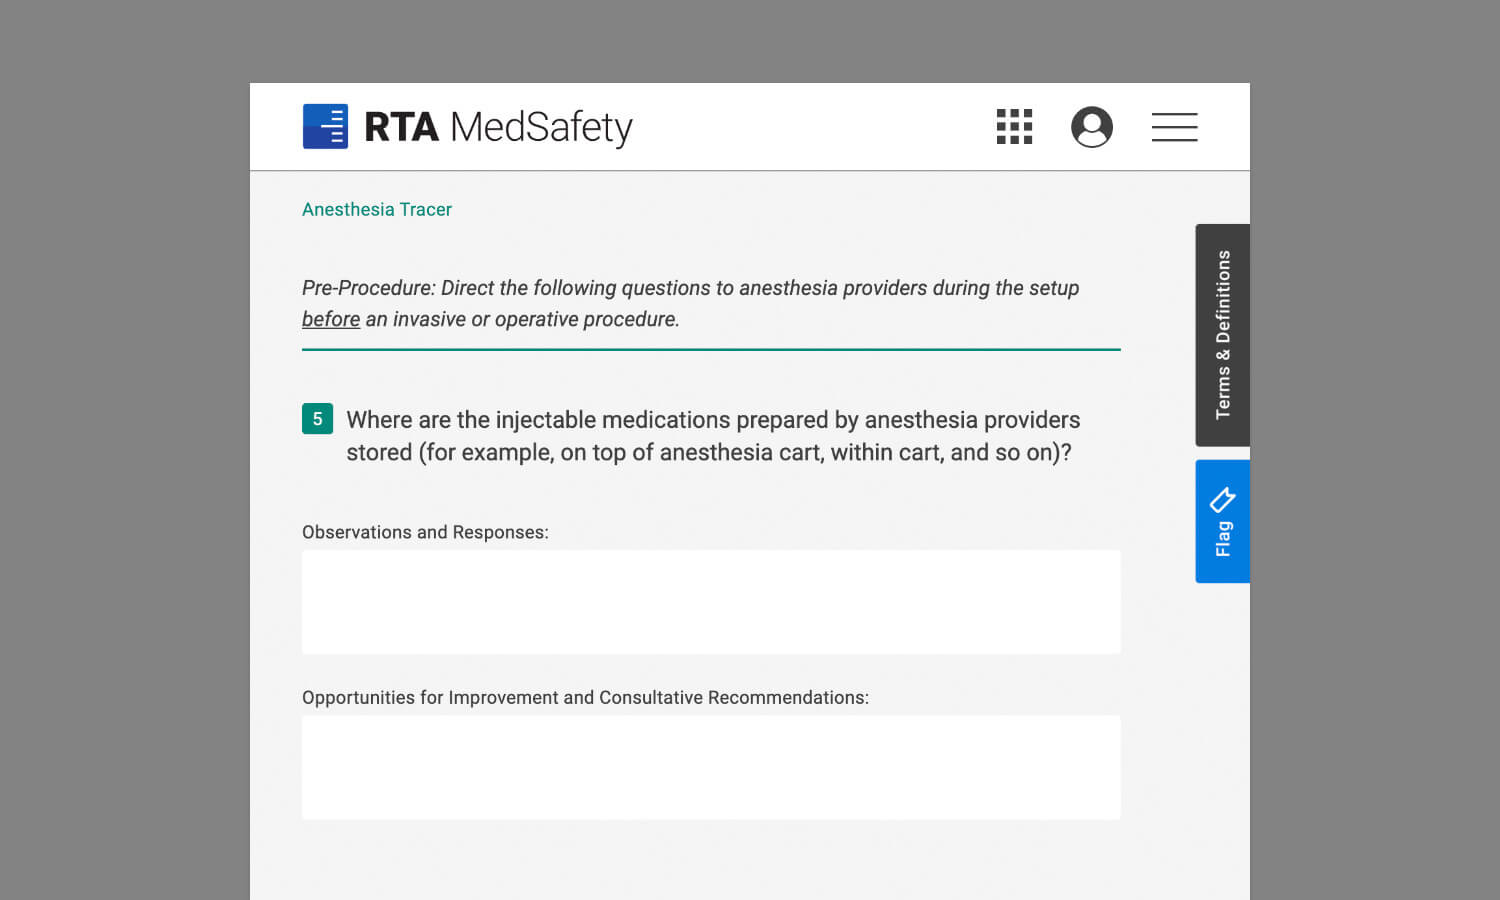 RTA MedSafety
Anesthesia Tracer
Pre-Procedure: Direct the following questions to anesthesia providers during the setup
before an invasive or operative procedure.
5 Where are the injectable medications prepared by anesthesia providers
stored (for example, on top of anesthesia cart, within cart, and so on)?
Observations and Responses:
Opportunities for Improvement and Consultative Recommendations:
Terms & Definitions
Flag